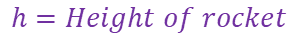 h = Height of rocket